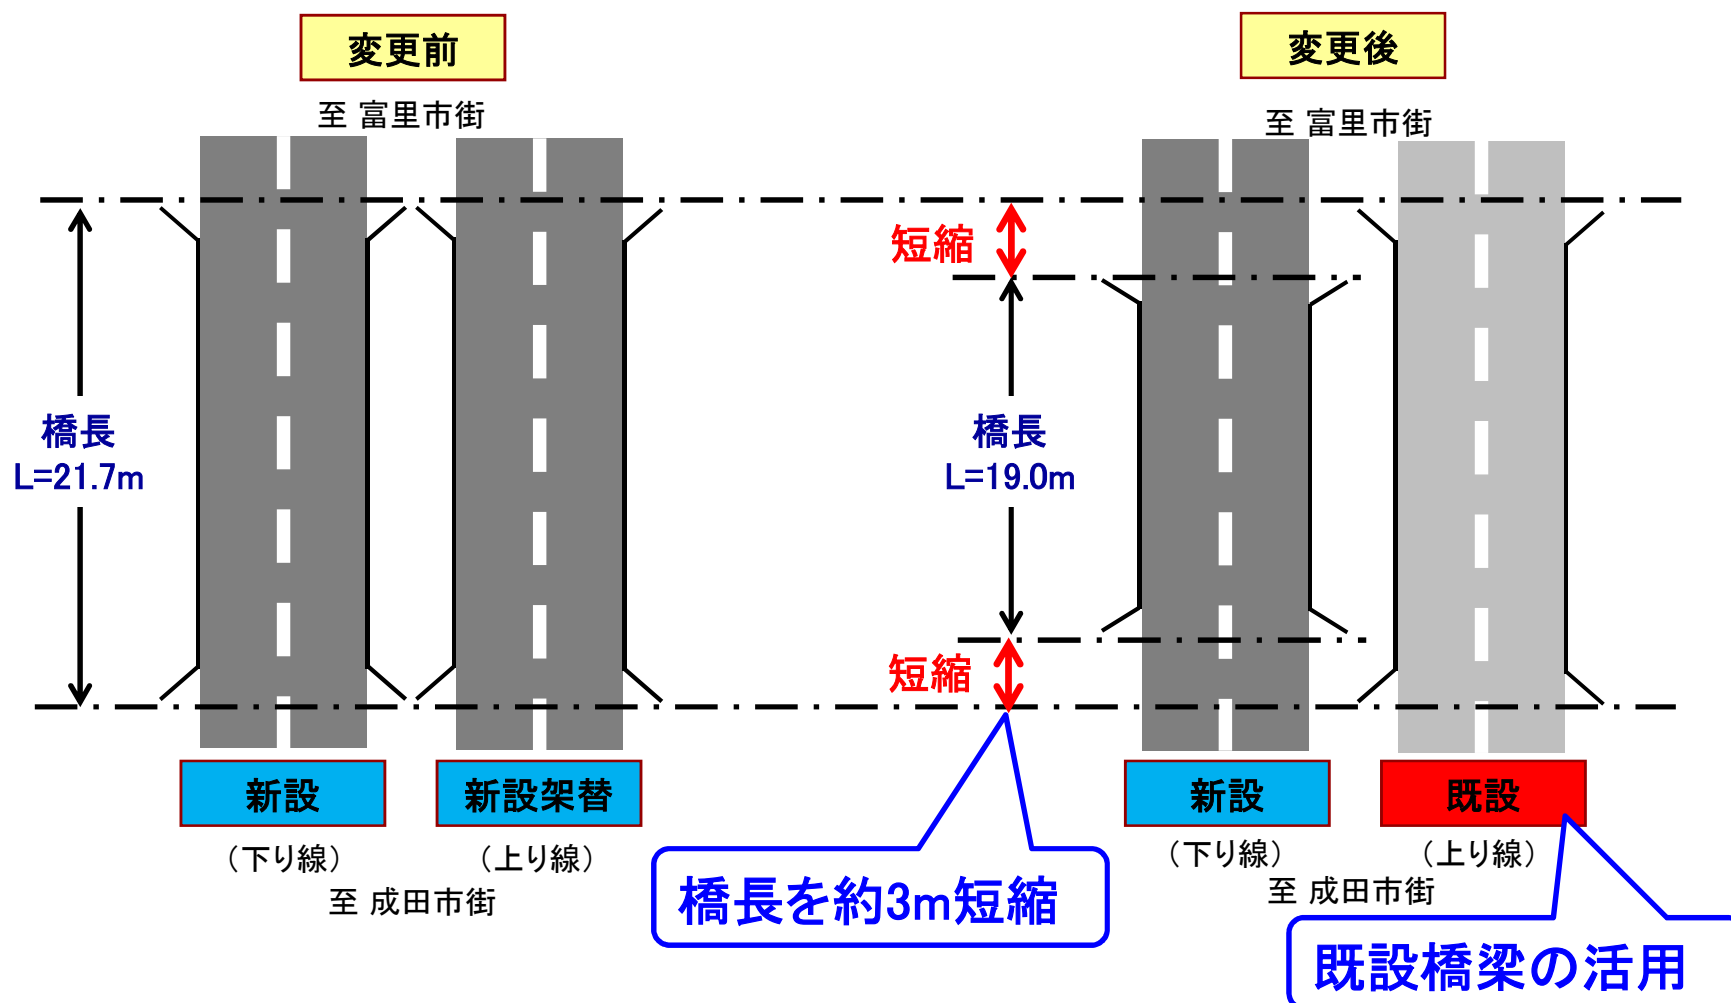 変更前
至 富里市街
橋長
L=21.7m
新設
新設架替
(下り線)
(上り線)
至 成田市街
変更後
至 富里市街
短縮
橋長
L=19.0m
短縮
新設
既設
(下り線)
(上り線)
至 成田市街
橋長を約3m短縮
既設橋梁の活用